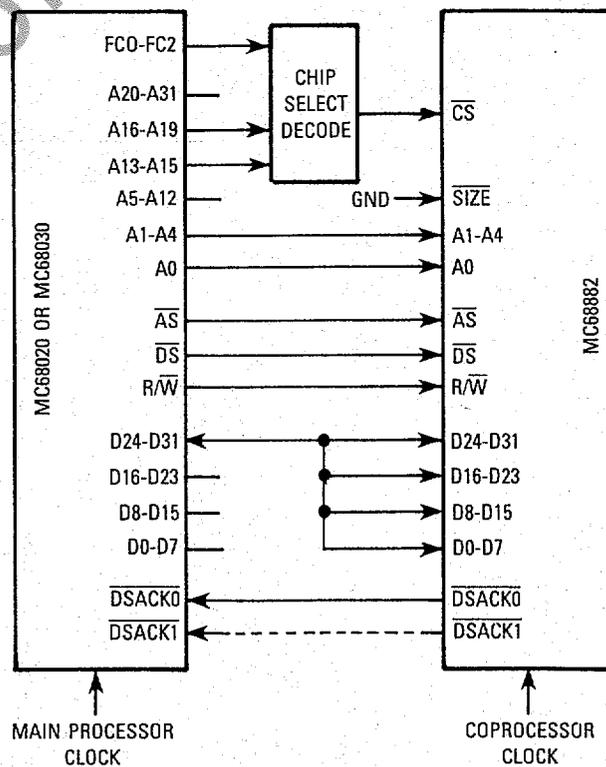 FC0-FC2
A20-A31
A16-A19
A13-A15
A5-A12
A1-A4
A0
AS
DS
R/W
D24-D31
D16-D23
D8-D15
D0-D7
DSACK0
DSACK1
MC68020 OR MC68030
CHIP
SELECT
DECODE
GND
CS
SIZE
A1-A4
A0
AS
DS
R/W
D24-D31
D16-D23
D8-D15
D0-D7
DSACK0
DSACK1
MC68882
MAIN PROCESSOR
CLOCK
COPROCESSOR
CLOCK